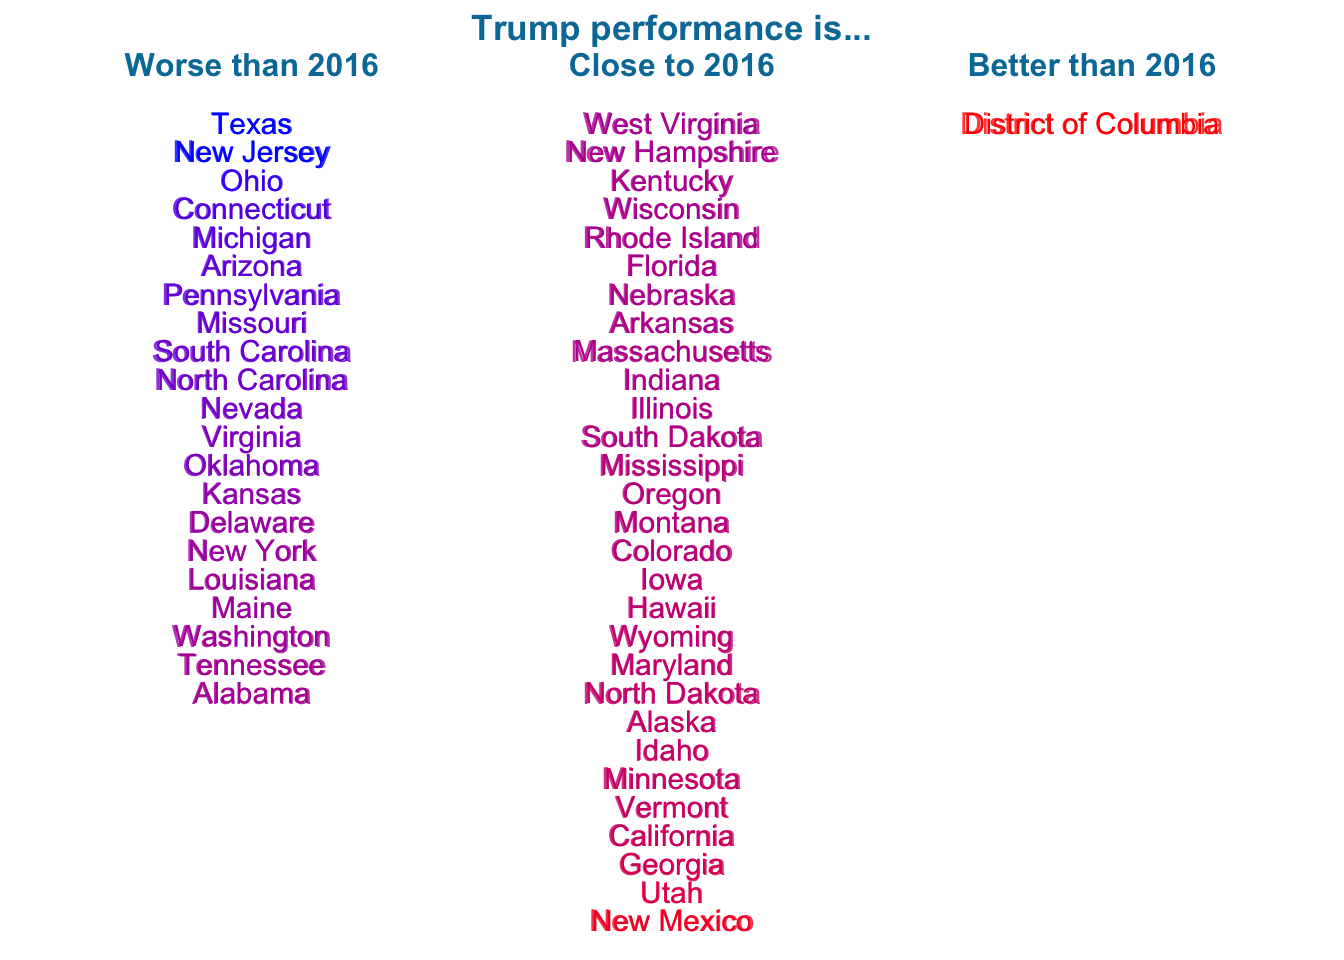 Trump performance is...
Worse than 2016
Texas
New Jersey
Ohio
Connecticut
Michigan
Arizona
Pennsylvania
Missouri
South Carolina
North Carolina
Nevada
Virginia
Oklahoma
Kansas
Delaware
New York
Louisiana
Maine
Washington
Tennessee
Alabama
Close to 2016
West Virginia
New Hampshire
Kentucky
Wisconsin
Rhode Island
Florida
Nebraska
Arkansas
Massachusetts
Indiana
Illinois
South Dakota
Mississippi
Oregon
Montana
Colorado
Iowa
Hawaii
Wyoming
Maryland
North Dakota
Alaska
Idaho
Minnesota
Vermont
California
Georgia
Utah
New Mexico
Better than 2016
District of Columbia